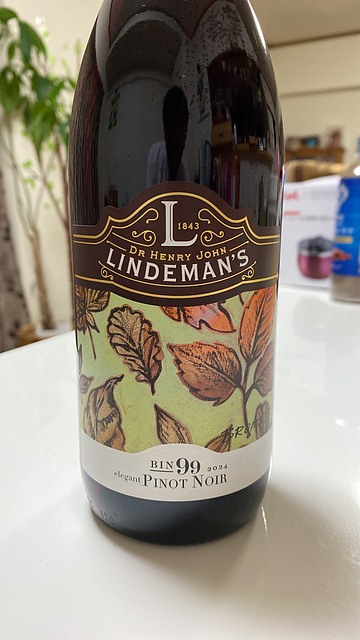 L
1843
DR HENRY JOHN
LINDEMAN'S
BIN 99 2024
elegant PINOT NOIR